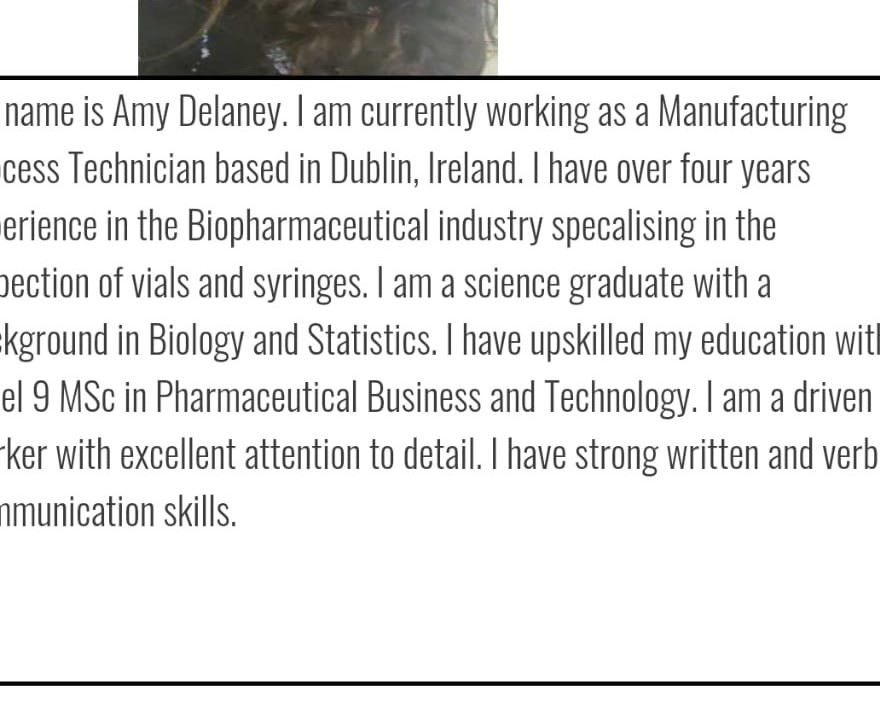 name is Amy Delaney. I am currently working as a Manufacturing
cess Technician based in Dublin, Ireland. I have over four years
erience in the Biopharmaceutical industry specalising in the
pection of vials and syringes. I am a science graduate with a
kground in Biology and Statistics. I have upskilled my education with
el 9 MSc in Pharmaceutical Business and Technology. I am a driven
rker with excellent attention to detail. I have strong written and verb
mmunication skills.